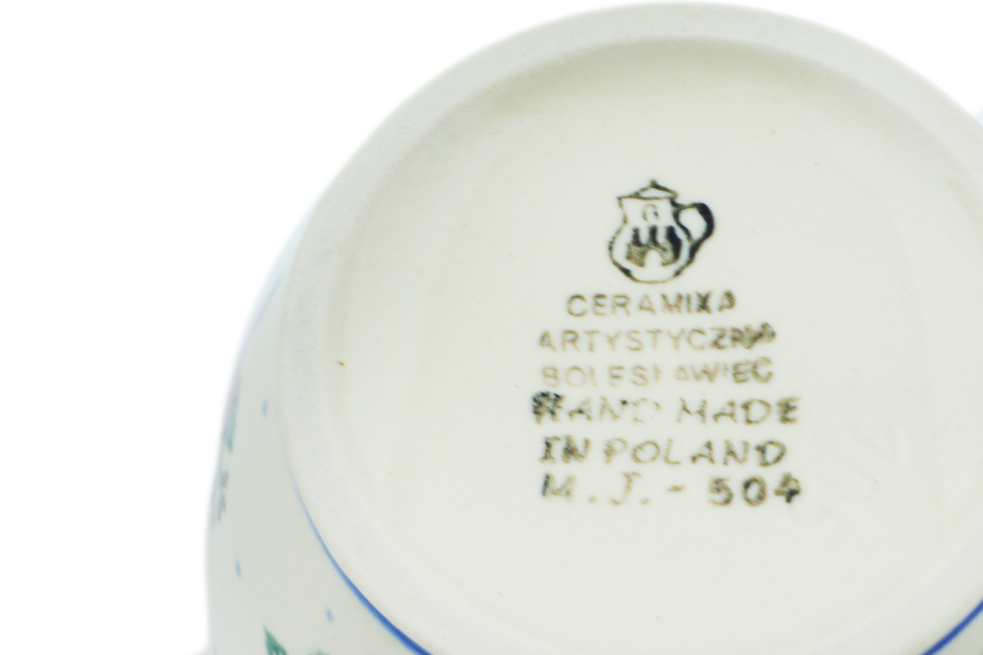 CERAMIKA
ARTYSTYCZNA
BOLESŁAWIEC
HAND MADE
IN POLAND
M.J.- 504